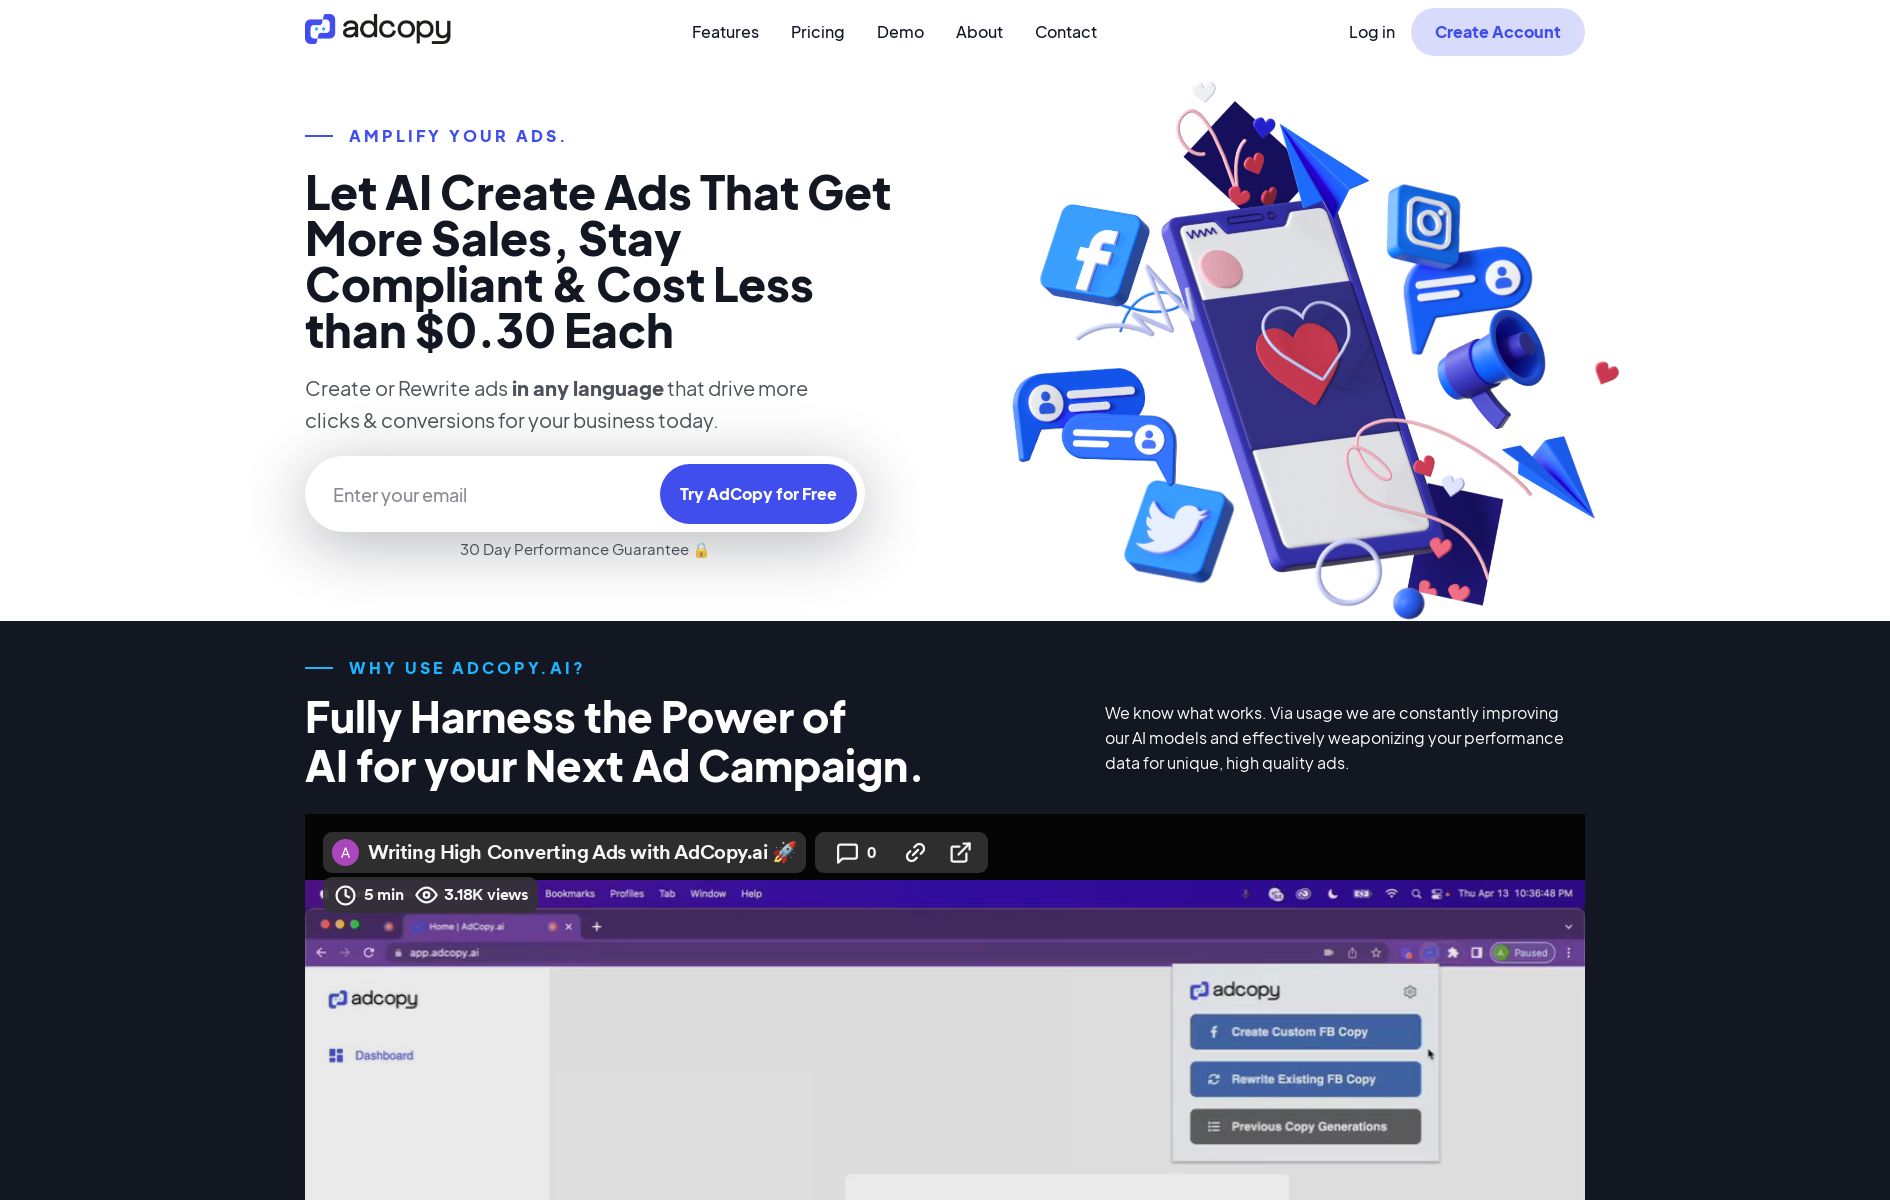 adcopy
Features
Pricing
Demo
About
Contact
Log in
Create Account
AMPLIFY YOUR ADS.
Let AI Create Ads That Get
More Sales, Stay
Compliant & Cost Less
than $0.30 Each
Create or Rewrite ads in any language that drive more
clicks & conversions for your business today.
Enter your email
Try AdCopy for Free
30 Day Performance Guarantee 🔒
WHY USE ADCOPY.AI?
Fully Harness the Power of
AI for your Next Ad Campaign.
We know what works. Via usage we are constantly improving
our AI models and effectively weaponizing your performance
data for unique, high quality ads.
A
Writing High Converting Ads with AdCopy.ai 🚀
0
5 min
3.18K views
Bookmarks
Profiles
Tab
Window
Help
Thu Apr 13 10:36:48 PM
Home | AdCopy.ai
app.adcopy.ai
A
Paused
adcopy
Dashboard
adcopy
Create Custom FB Copy
Rewrite Existing FB Copy
Previous Copy Generations